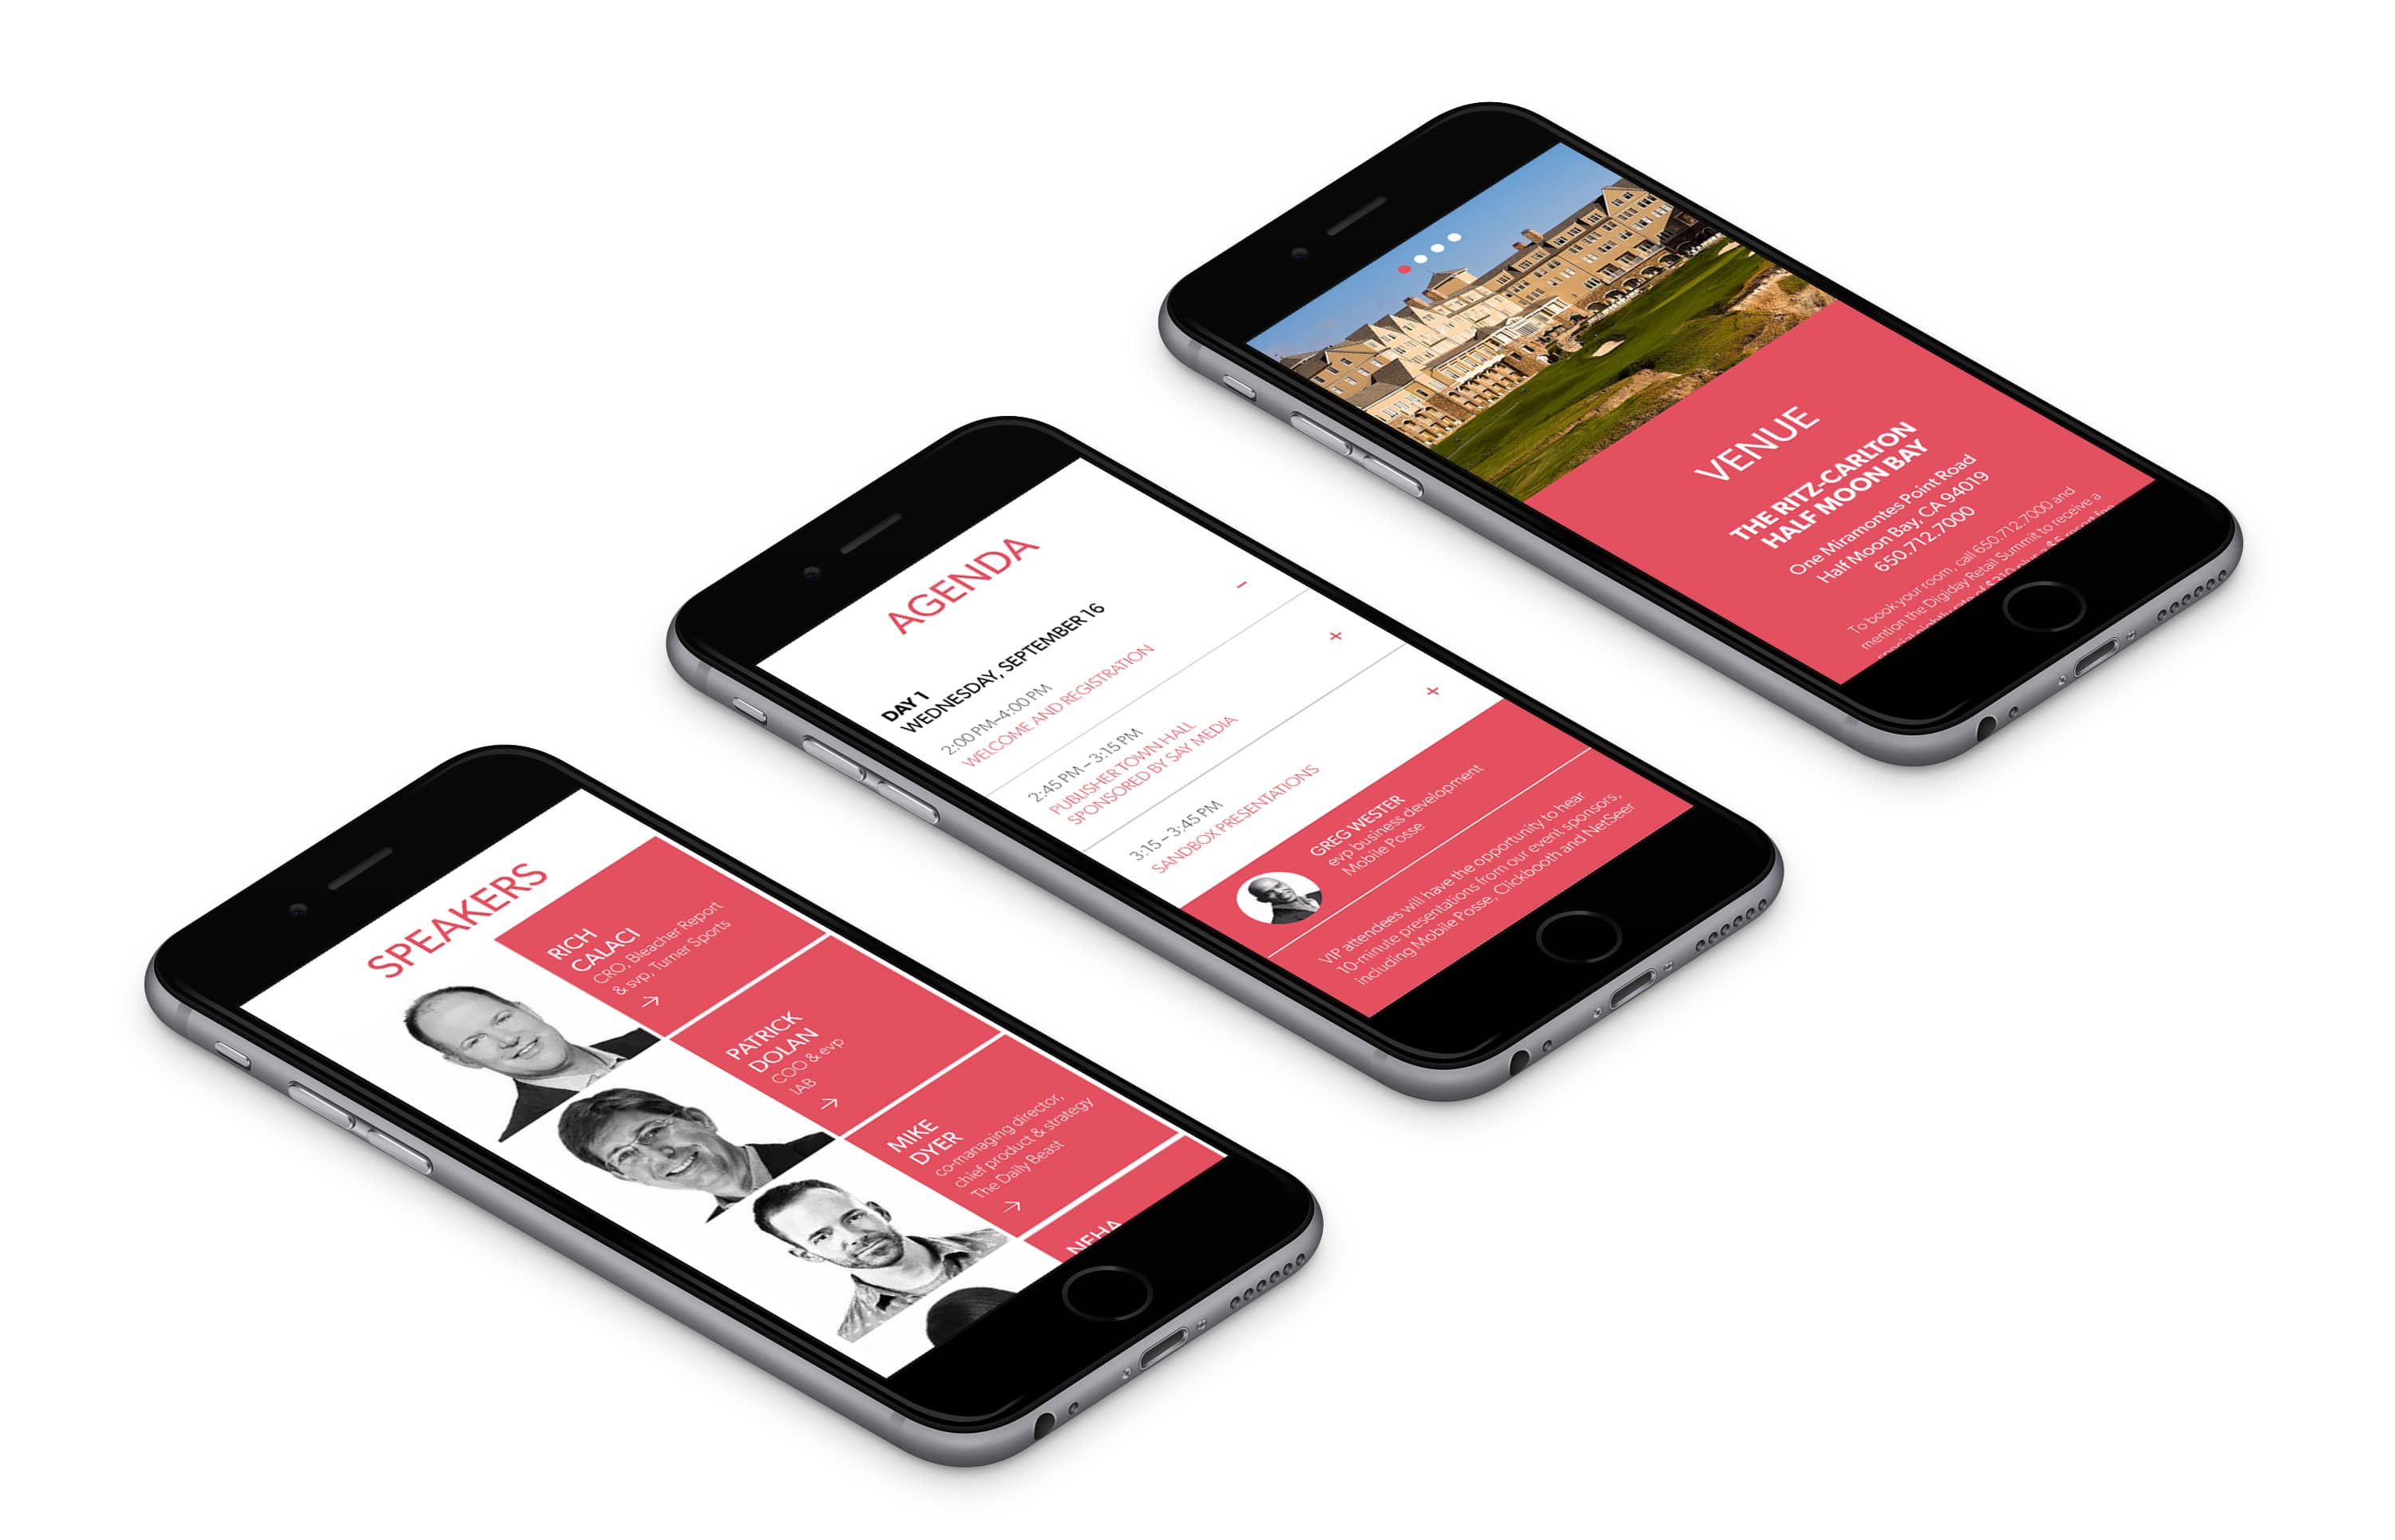 SPEAKERS
RICH
CALACI
CRO, Bleacher Report
& svp, Turner Sports
PATRICK
DOLAN
COO & evp
IAB
MIKE
DYER
co-managing director,
chief product & strategy
The Daily Beast
NEHA
AGENDA
DAY 1
WEDNESDAY, SEPTEMBER 16
2:00 PM–4:00 PM
WELCOME AND REGISTRATION
2:45 PM – 3:15 PM
PUBLISHER TOWN HALL
SPONSORED BY SAY MEDIA
3:15 – 3:45 PM
SANDBOX PRESENTATIONS
GREG WESTER
evp business development
Mobile Posse
VIP attendees will have the opportunity to hear
10-minute presentations from our event sponsors,
including Mobile Posse, Clickbooth and NetSeer
VENUE
THE RITZ-CARLTON
HALF MOON BAY
One Miramontes Point Road
Half Moon Bay, CA 94019
650.712.7000
To book your room, call 650.712.7000 and
mention the Digiday Retail Summit to receive a